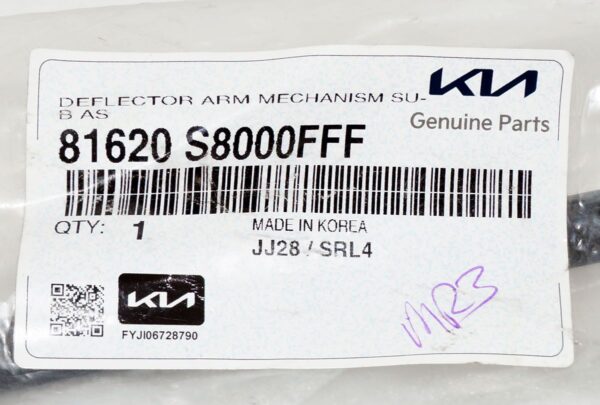 DEFLECTOR ARM MECHANISM SU-
B AS
KIA
Genuine Parts
81620 S8000FFF
QTY: 1
MADE IN KOREA
JJ28 / SRL4
KIA
FYJI06728790
MR3